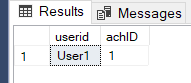 Results Messages
userid achID
1 User1 1